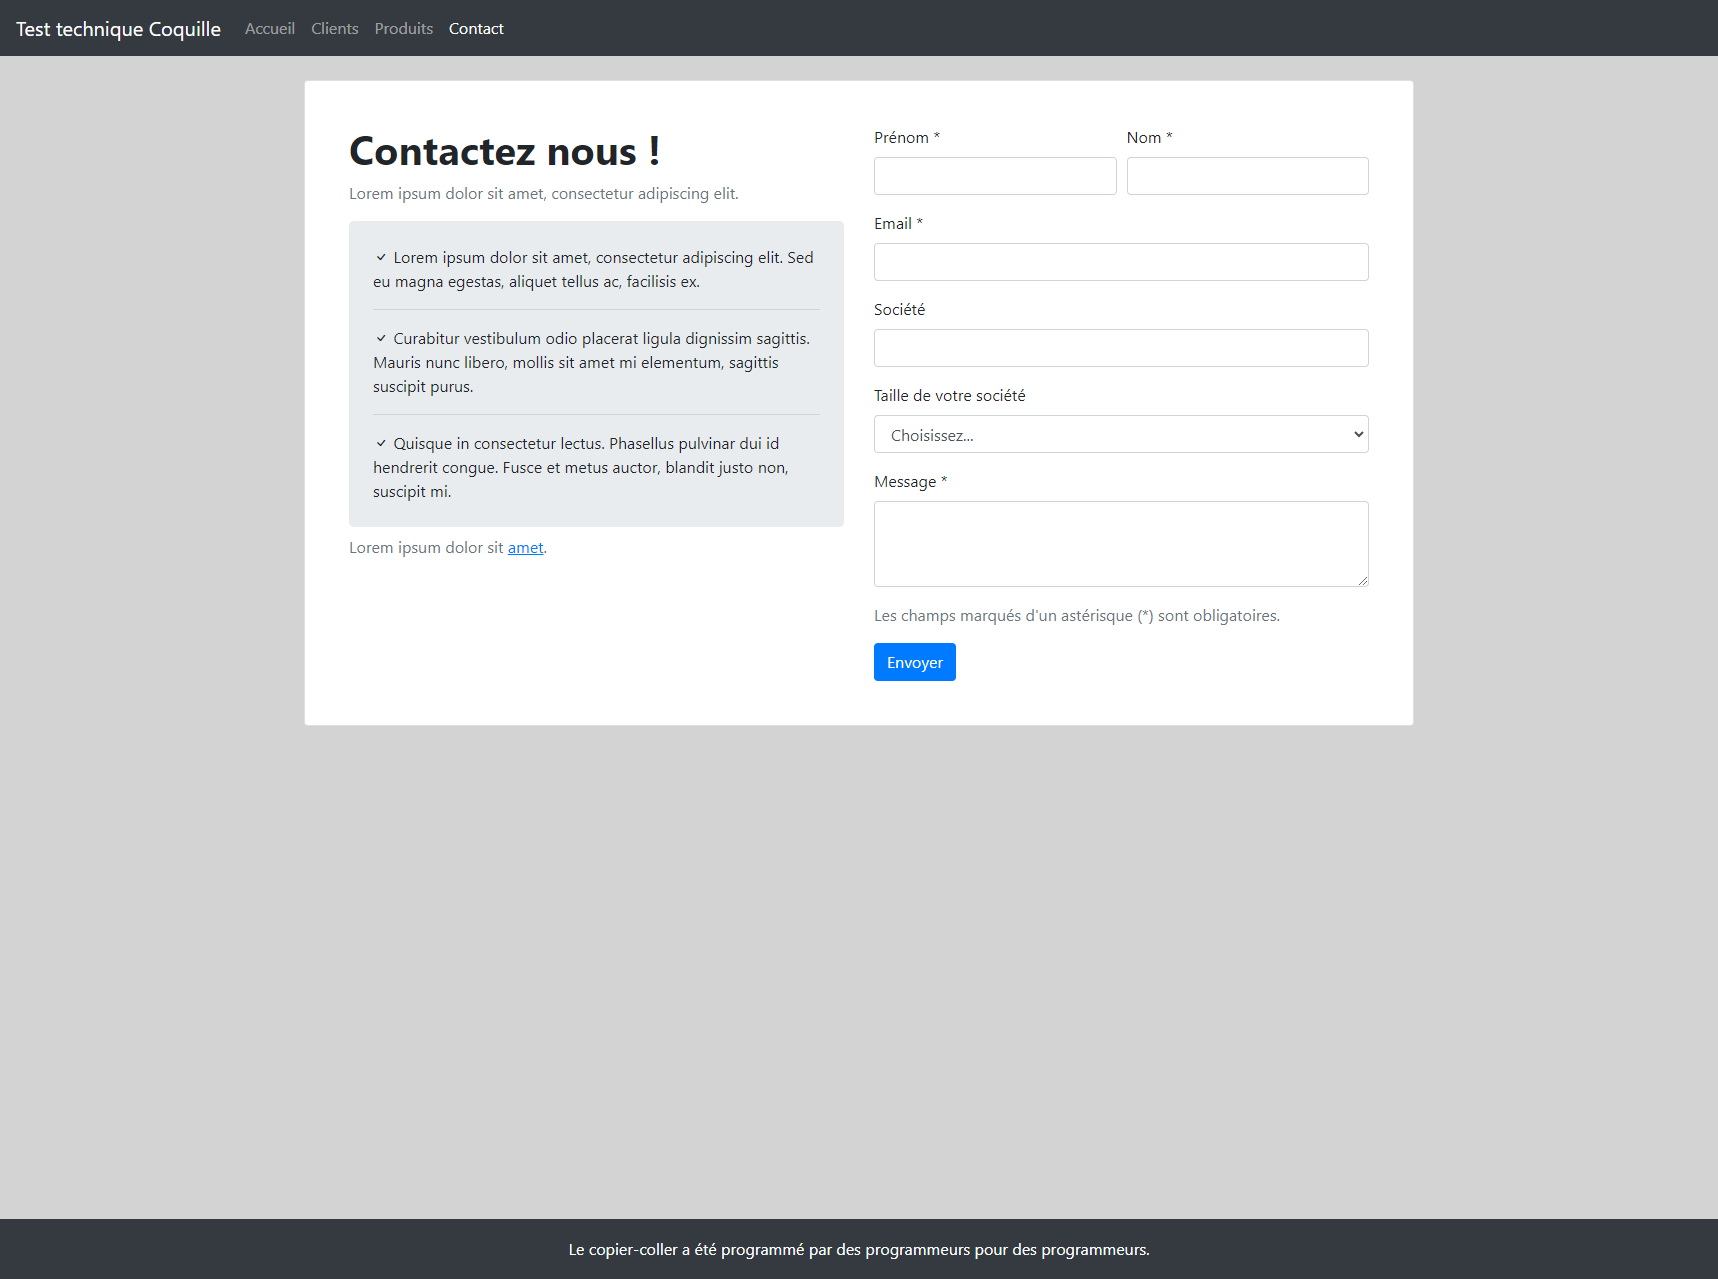 Test technique Coquille Accueil Clients Produits Contact
Contactez nous !
Lorem ipsum dolor sit amet, consectetur adipiscing elit.
Lorem ipsum dolor sit amet, consectetur adipiscing elit. Sed
eu magna egestas, aliquet tellus ac, facilisis ex.
Curabitur vestibulum odio placerat ligula dignissim sagittis.
Mauris nunc libero, mollis sit amet mi elementum, sagittis
suscipit purus.
Quisque in consectetur lectus. Phasellus pulvinar dui id
hendrerit congue. Fusce et metus auctor, blandit justo non,
suscipit mi.
Lorem ipsum dolor sit amet.
Prénom * Nom *
Email *
Société
Taille de votre société
Choisissez...
Message *
Les champs marqués d'un astérisque (*) sont obligatoires.
Envoyer
Le copier-coller a été programmé par des programmeurs pour des programmeurs.